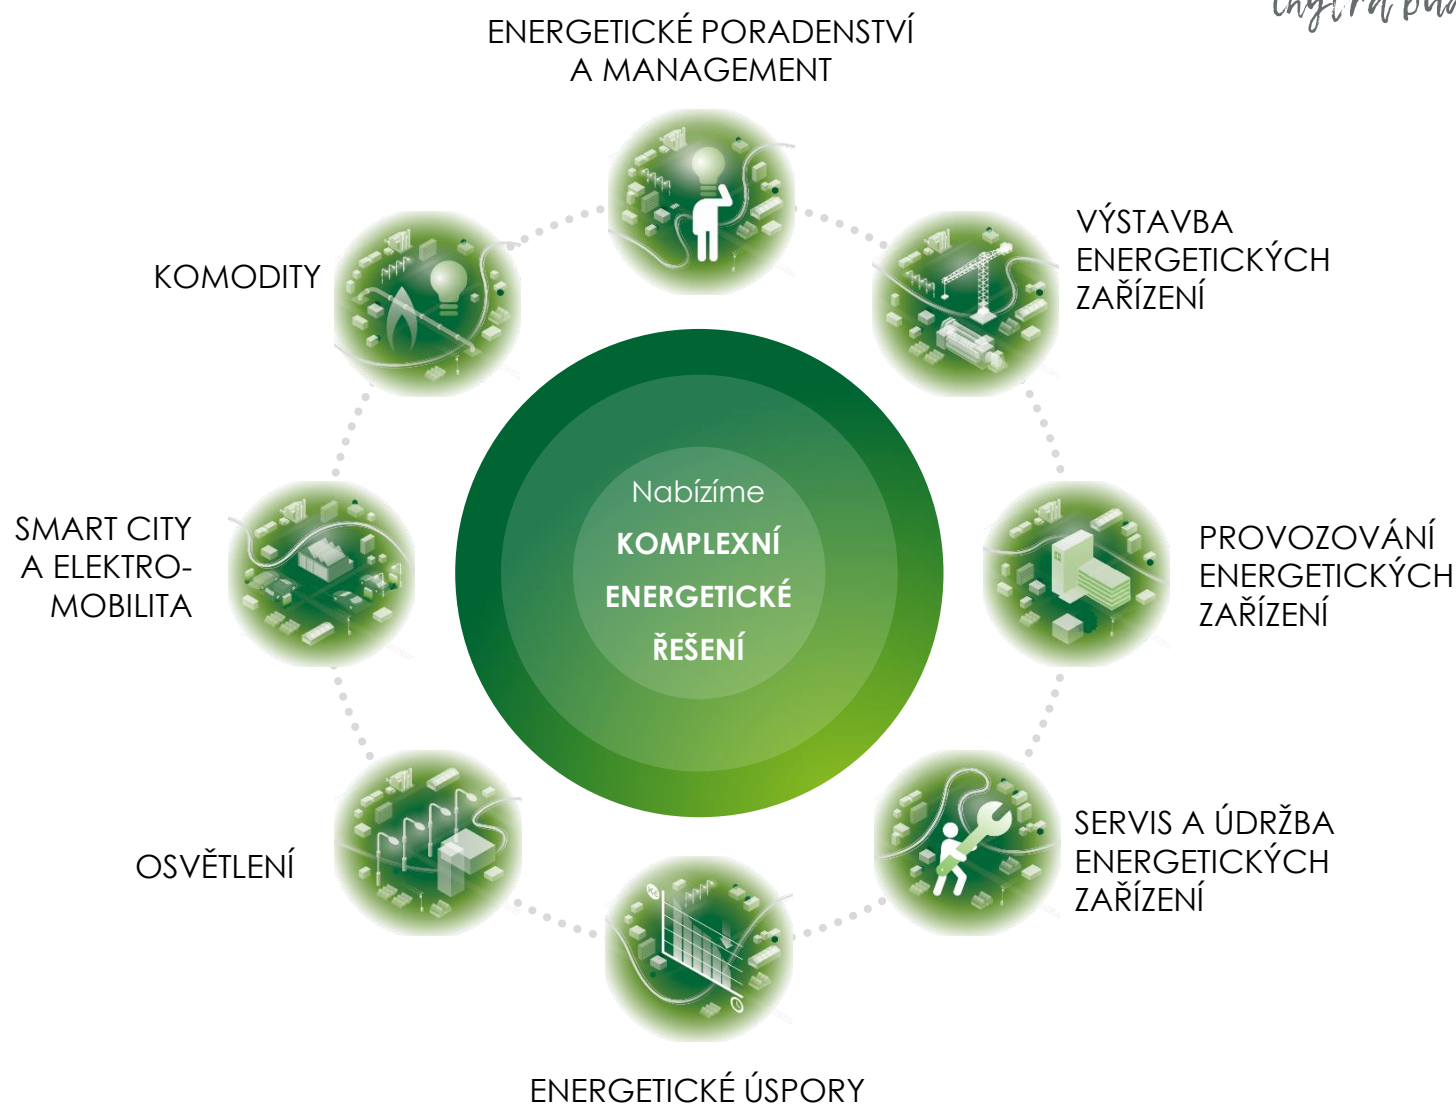 ENERGETICKÉ PORADENSTVÍ
A MANAGEMENT
VÝSTAVBA
ENERGETICKÝCH
ZAŘÍZENÍ
PROVOZOVÁNÍ
ENERGETICKÝCH
ZAŘÍZENÍ
SERVIS A ÚDRŽBA
ENERGETICKÝCH
ZAŘÍZENÍ
ENERGETICKÉ ÚSPORY
OSVĚTLENÍ
SMART CITY
A ELEKTRO-
MOBILITA
KOMODITY
Nabízíme
KOMPLEXNÍ
ENERGETICKÉ
ŘEŠENÍ